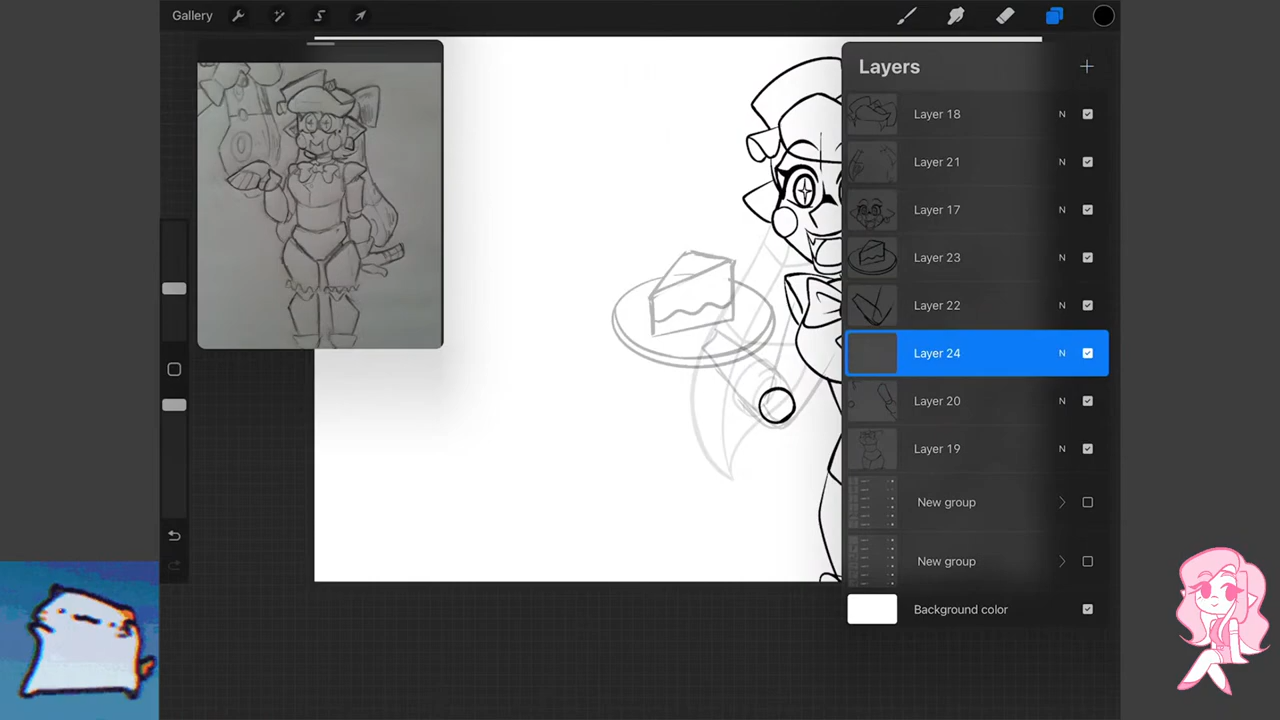 Gallery
Layers
Layer 18 N
Layer 21 N
Layer 17 N
Layer 23 N
Layer 22 N
Layer 24 N
Layer 20 N
Layer 19 N
New group
New group
Background color